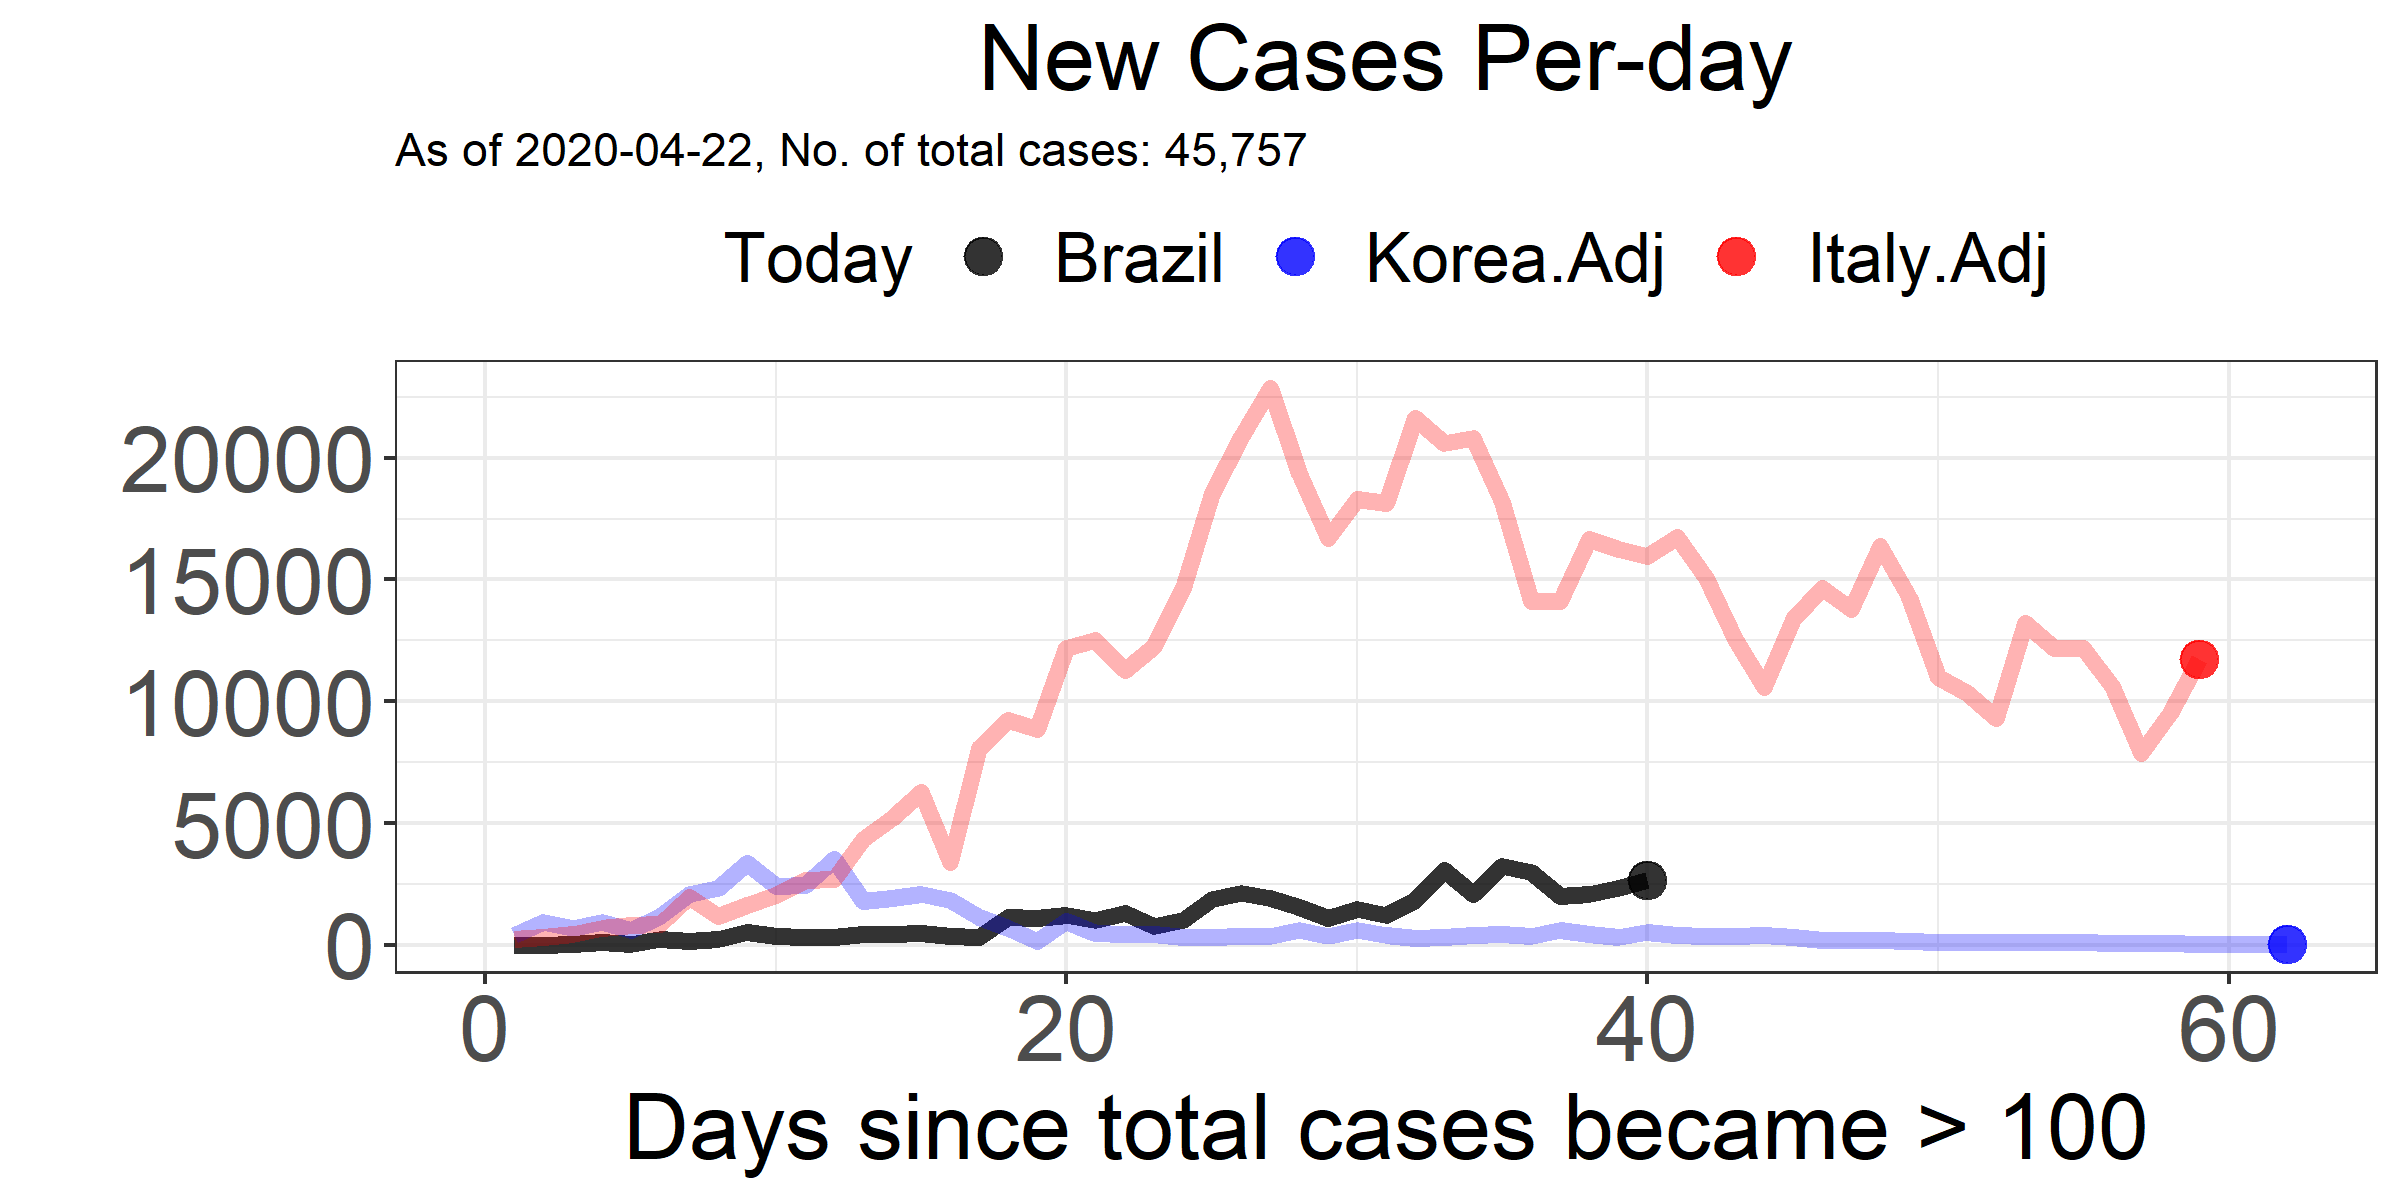 New Cases Per-day
As of 2020-04-22, No. of total cases: 45,757
Today Brazil Korea.Adj Italy.Adj
20000
15000
10000
5000
0
0 20 40 60
Days since total cases became > 100